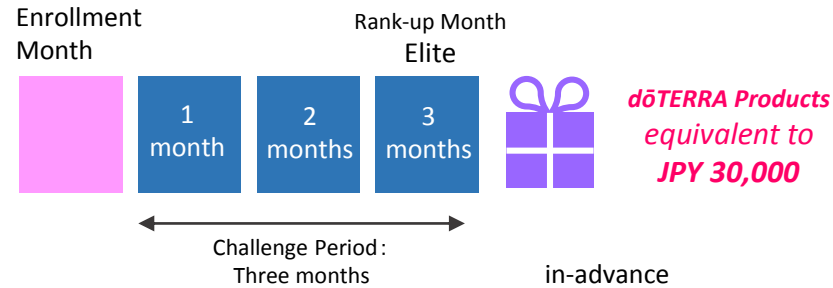 Enrollment
Month
Rank-up Month
Elite
1
month
2
months
3
months
dōTERRA Products
equivalent to
JPY 30,000
Challenge Period：
Three months
in-advance